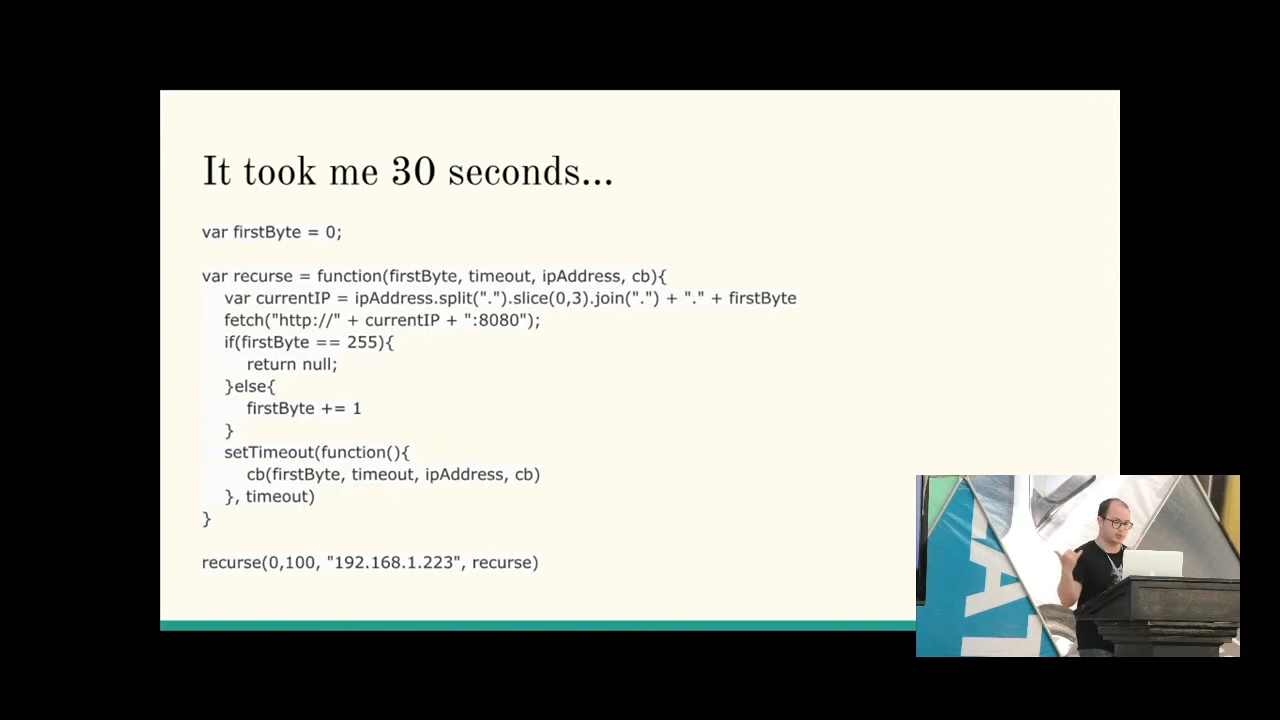 It took me 30 seconds...
var firstByte = 0;
var recurse = function(firstByte, timeout, ipAddress, cb){
var currentIP = ipAddress.split(".").slice(0,3).join(".") + "." + firstByte
fetch("http://" + currentIP + ":8080");
if(firstByte == 255){
return null;
}else{
firstByte += 1
}
setTimeout(function(){
cb(firstByte, timeout, ipAddress, cb)
}, timeout)
}
recurse(0,100, "192.168.1.223", recurse)